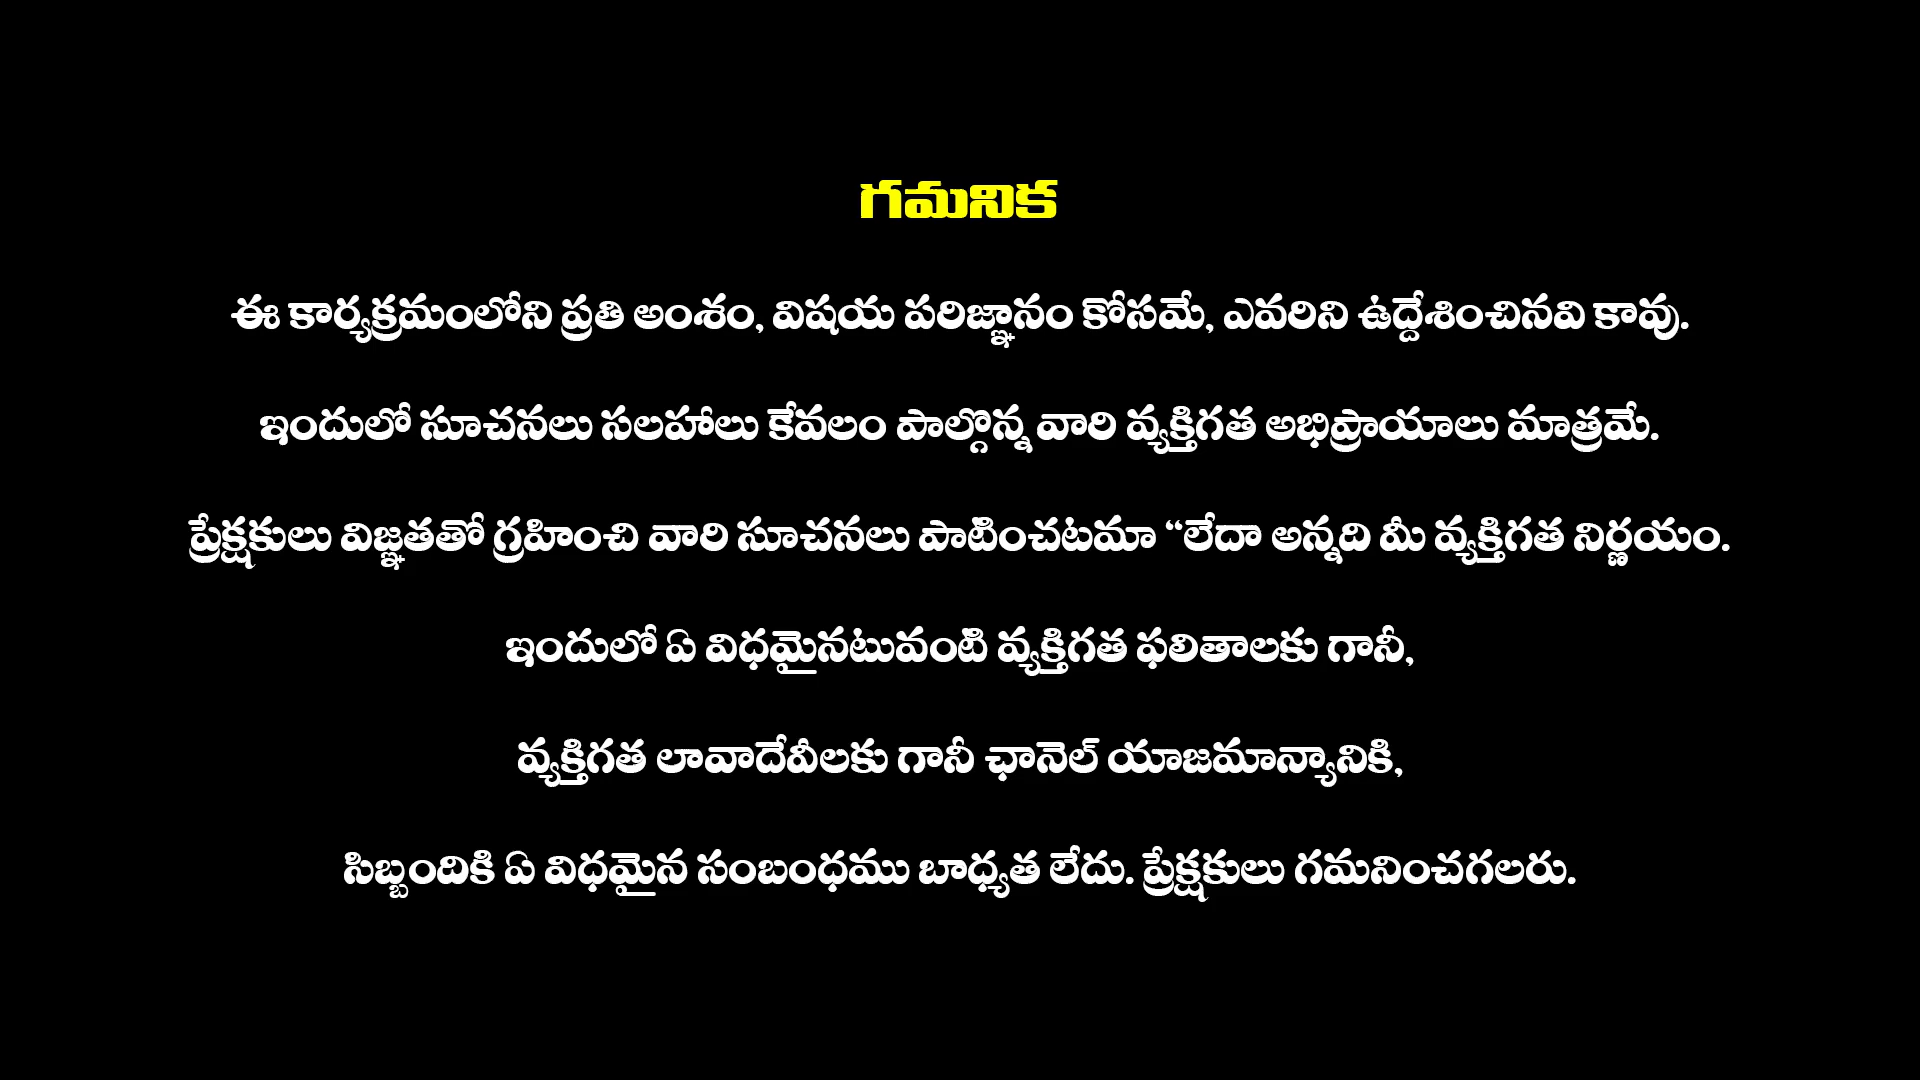 గమనిక
ఈ కార్యక్రమంలోని ప్రతి అంశం, విషయ పరిజ్ఞానం కోసమే, ఎవరిని ఉద్దేశించినవి కావు.
ఇందులో సూచనలు సలహాలు కేవలం పాల్గొన్న వారి వ్యక్తిగత అభిప్రాయాలు మాత్రమే.
ప్రేక్షకులు విజ్ఞతతో గ్రహించి వారి సూచనలు పాటించటమా “లేదా అన్నది మీ వ్యక్తిగత నిర్ణయం.
ఇందులో ఏ విధమైనటువంటి వ్యక్తిగత ఫలితాలకు గానీ,
వ్యక్తిగత లావాదేవీలకు గానీ ఛానెల్ యాజమాన్యానికి,
సిబ్బందికి ఏ విధమైన సంబంధము బాధ్యత లేదు. ప్రేక్షకులు గమనించగలరు.